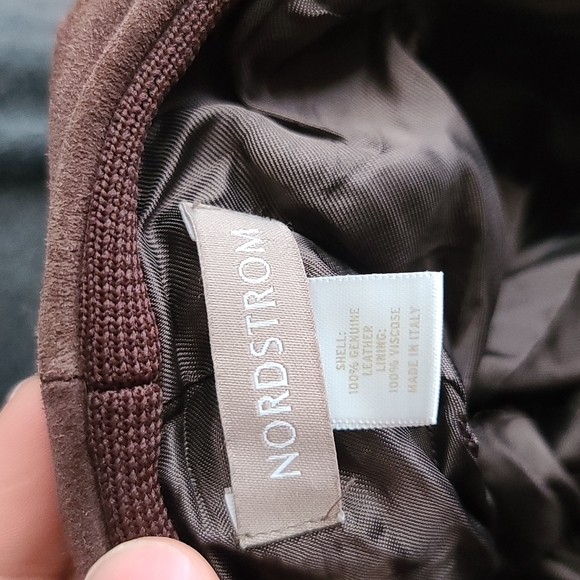 NORDSTROM
SHELL:
100% GENUINE
LEATHER
LINING:
100% VISCOSE
MADE IN ITALY